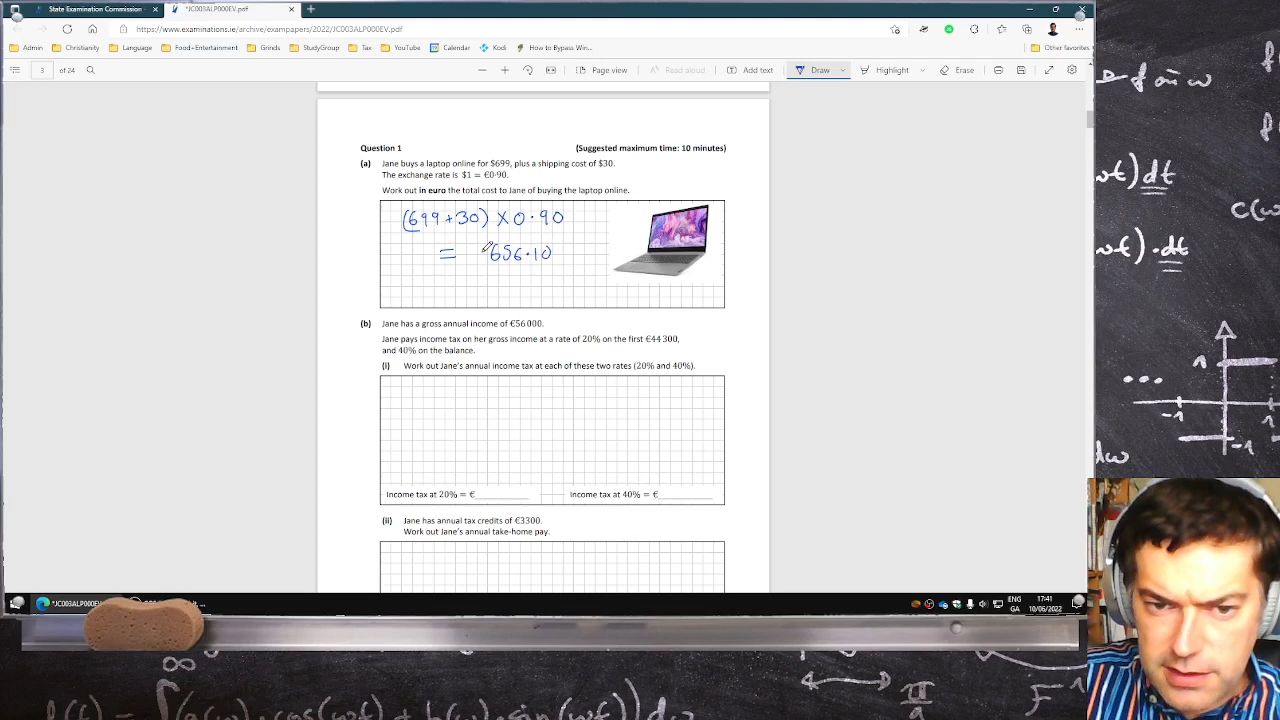 State Examination Commission
*JC003ALP000EV.pdf
https://www.examinations.ie/archive/exampapers/2022/JC003ALP000EV.pdf
Admin
Christianity
Language
Food+Entertainment
Grinds
StudyGroup
Tax
YouTube
Calendar
Kodi
How to Bypass Win...
Other favorites
3 of 24
Page view
Read aloud
Add text
Draw
Highlight
Erase
Question 1 (Suggested maximum time: 10 minutes)
(a) Jane buys a laptop online for $699, plus a shipping cost of $30.
The exchange rate is $1 = €0·90.
Work out in euro the total cost to Jane of buying the laptop online.
(699+30) × 0·90
= 656·10
(b) Jane has a gross annual income of €56 000.
Jane pays income tax on her gross income at a rate of 20% on the first €44 300,
and 40% on the balance.
(i) Work out Jane's annual income tax at each of these two rates (20% and 40%).
Income tax at 20% = €__________ Income tax at 40% = €__________
(ii) Jane has annual tax credits of €3300.
Work out Jane's annual take-home pay.
ENG
GA
17:41
10/06/2022